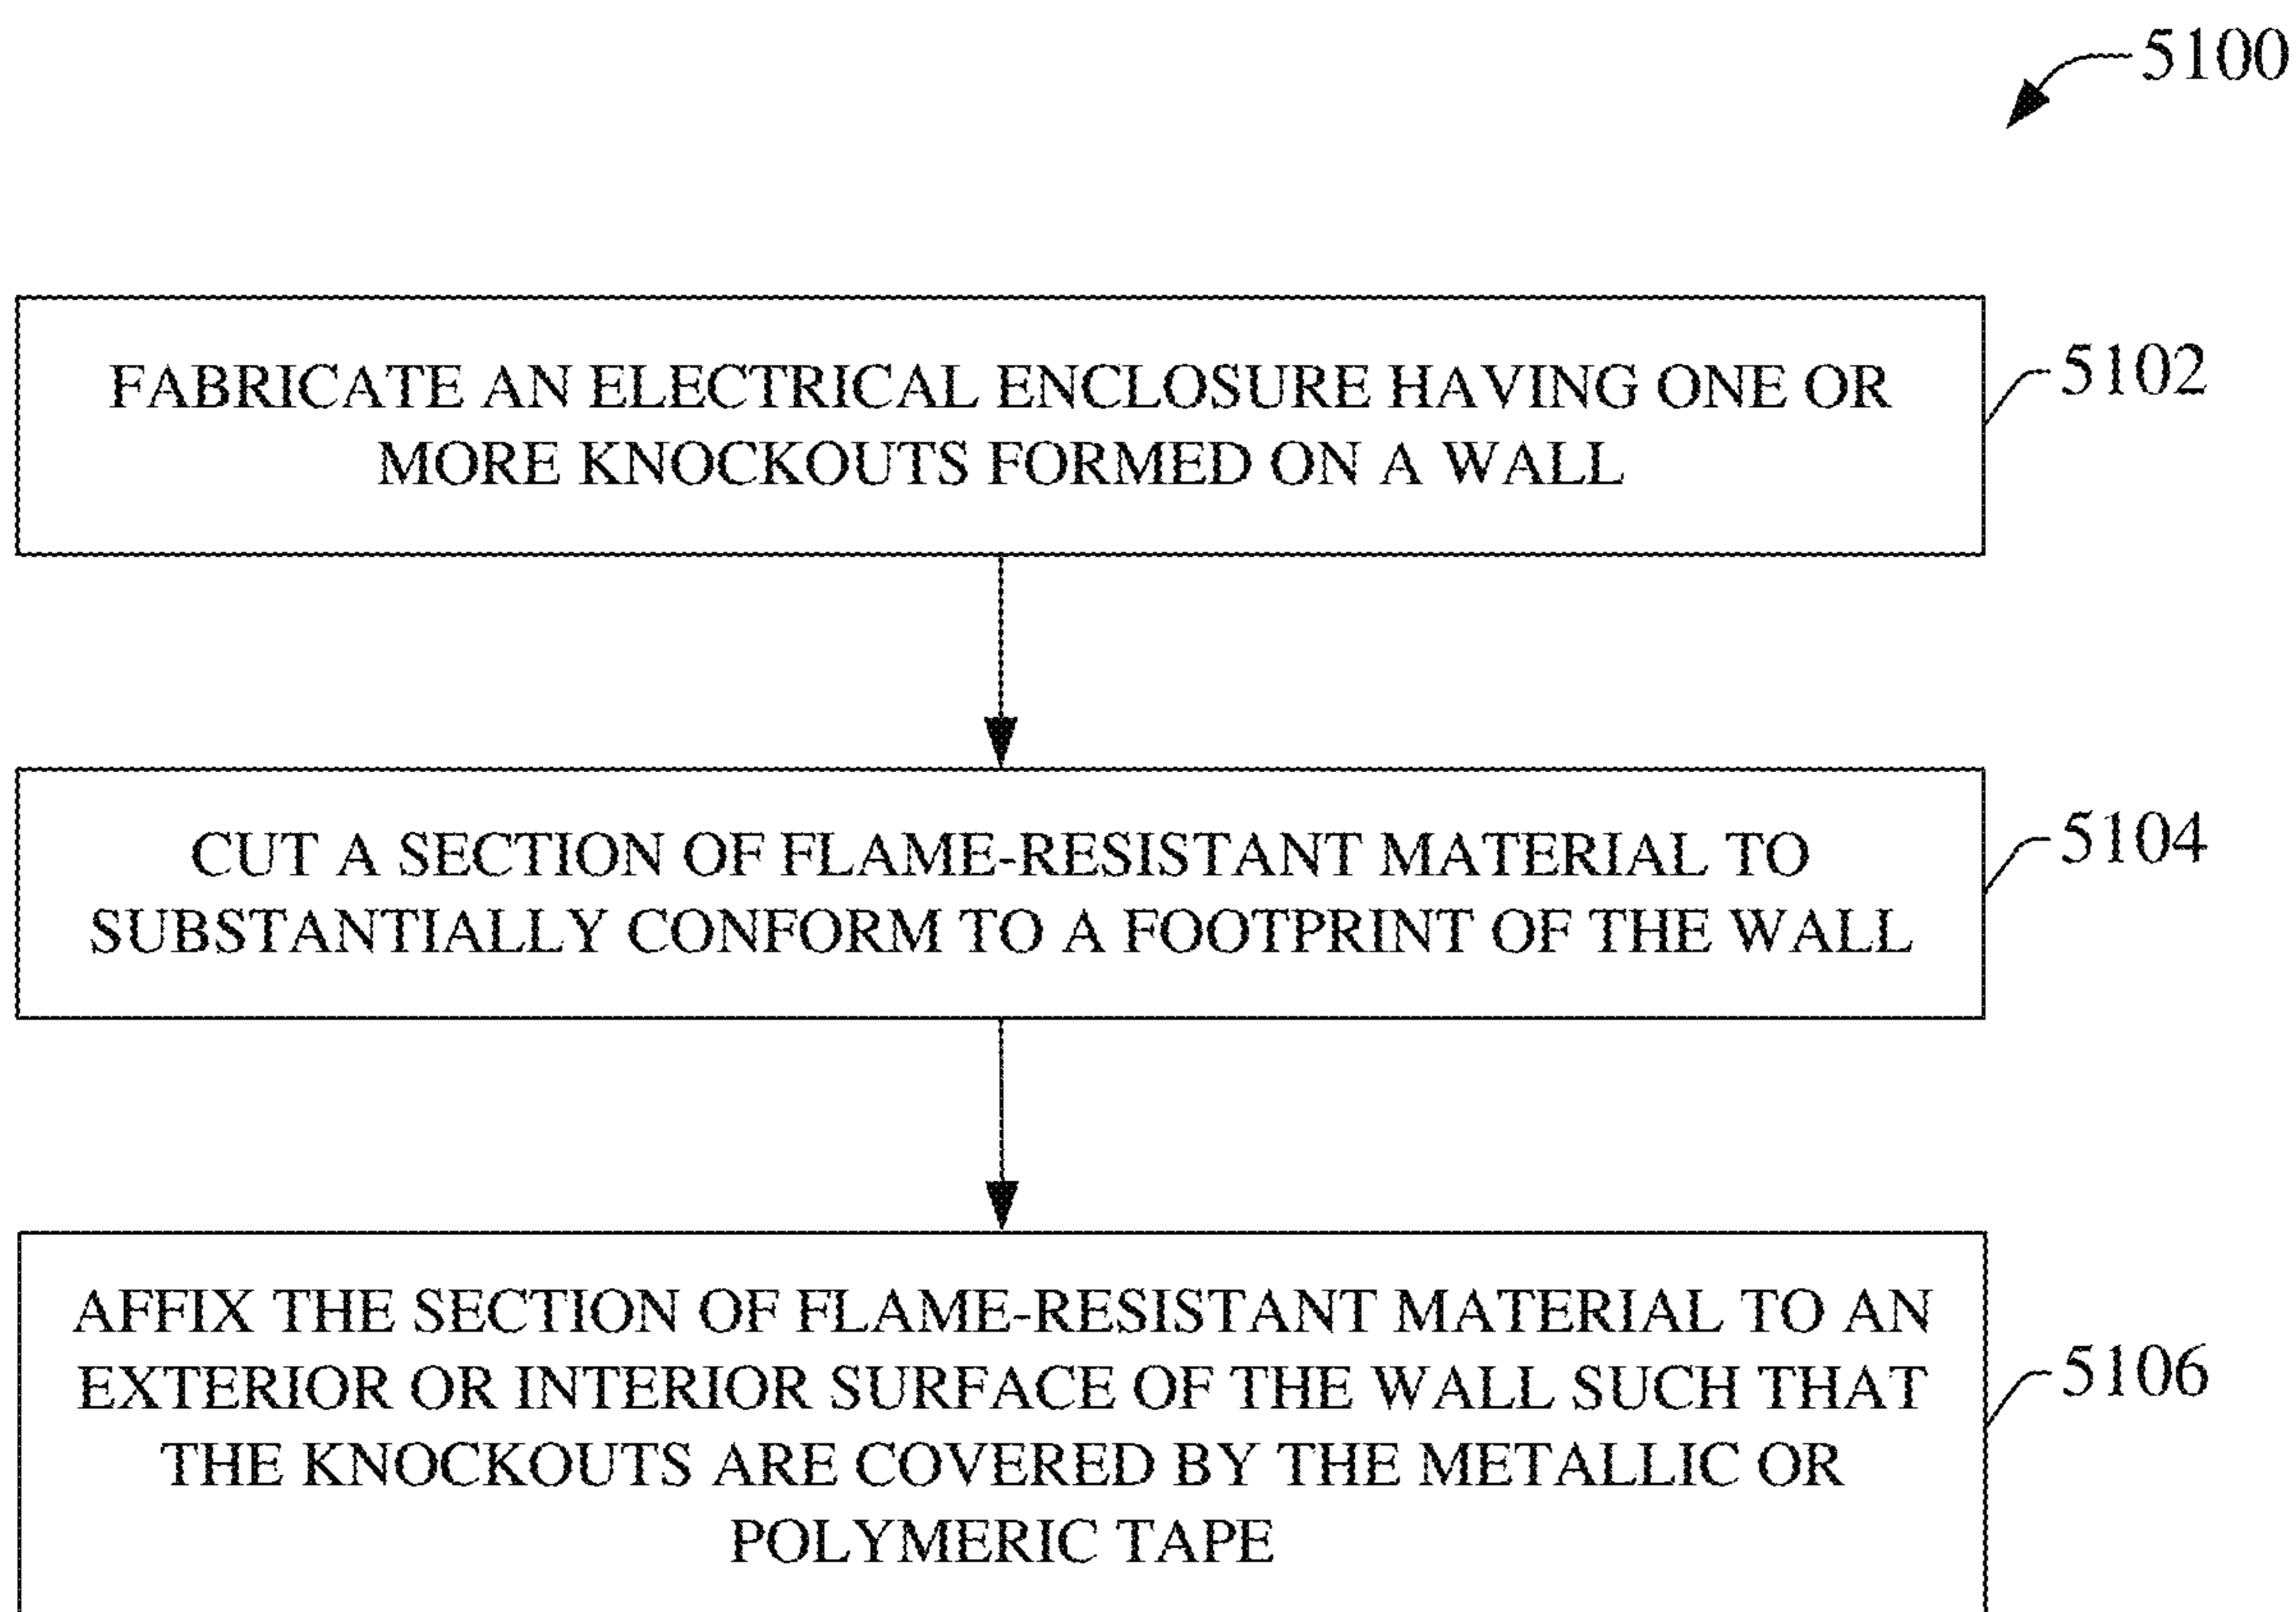 5100
FABRICATE AN ELECTRICAL ENCLOSURE HAVING ONE OR
MORE KNOCKOUTS FORMED ON A WALL
5102
CUT A SECTION OF FLAME-RESISTANT MATERIAL TO
SUBSTANTIALLY CONFORM TO A FOOTPRINT OF THE WALL
5104
AFFIX THE SECTION OF FLAME-RESISTANT MATERIAL TO AN
EXTERIOR OR INTERIOR SURFACE OF THE WALL SUCH THAT
THE KNOCKOUTS ARE COVERED BY THE METALLIC OR
POLYMERIC TAPE
5106